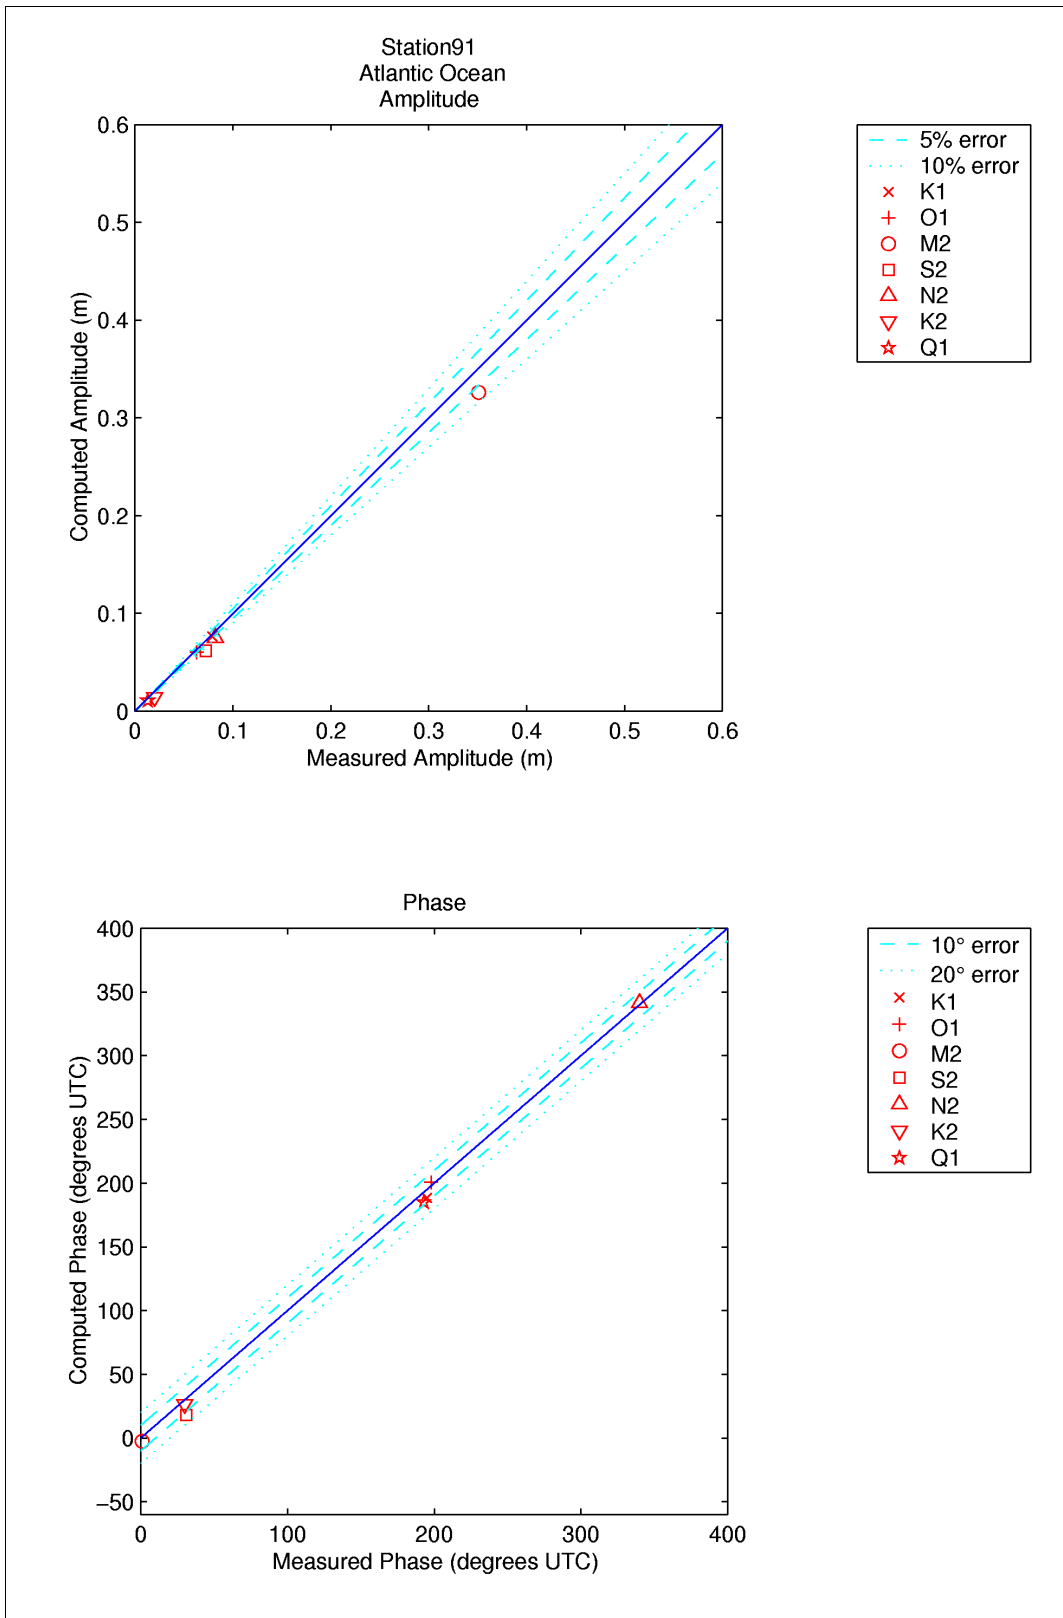 Station91
Atlantic Ocean
Amplitude
0.6
0.5
0.4
0.3
0.2
0.1
0
Computed Amplitude (m)
0 0.1 0.2 0.3 0.4 0.5 0.6
Measured Amplitude (m)
5% error
10% error
K1
O1
M2
S2
N2
K2
Q1
Phase
400
350
300
250
200
150
100
50
0
−50
Computed Phase (degrees UTC)
0 100 200 300 400
Measured Phase (degrees UTC)
10° error
20° error
K1
O1
M2
S2
N2
K2
Q1